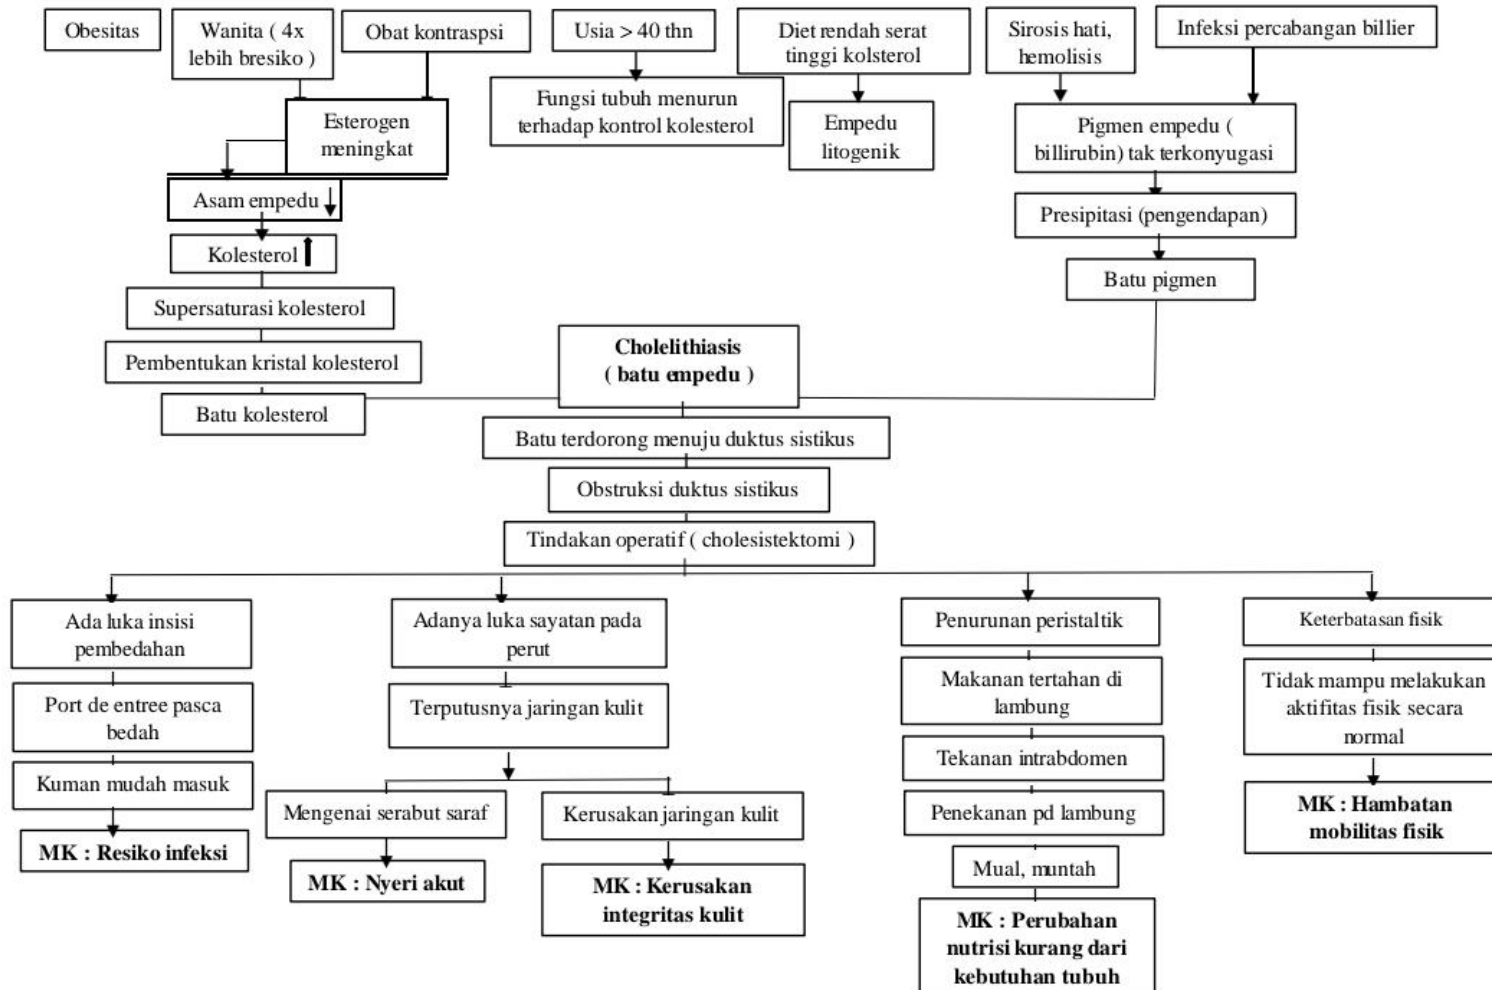 Obesitas
Wanita ( 4x
lebih bresiko )
Obat kontraspsi
Usia > 40 thn
Diet rendah serat
tinggi kolsterol
Sirosis hati,
hemolisis
Infeksi percabangan billier
Esterogen
meningkat
Fungsi tubuh menurun
terhadap kontrol kolesterol
Empedu
litogenik
Pigmen empedu (
billirubin) tak terkonyugasi
Asam empedu
Presipitasi (pengendapan)
Kolesterol
Batu pigmen
Supersaturasi kolesterol
Pembentukan kristal kolesterol
Batu kolesterol
Cholelithiasis
( batu empedu )
Batu terdorong menuju duktus sistikus
Obstruksi duktus sistikus
Tindakan operatif ( cholesistektomi )
Ada luka insisi
pembedahan
Port de entree pasca
bedah
Kuman mudah masuk
MK : Resiko infeksi
Adanya luka sayatan pada
perut
Terputusnya jaringan kulit
Mengenai serabut saraf
MK : Nyeri akut
Kerusakan jaringan kulit
MK : Kerusakan
integritas kulit
Penurunan peristaltik
Makanan tertahan di
lambung
Tekanan intrabdomen
Penekanan pd lambung
Mual, muntah
MK : Perubahan
nutrisi kurang dari
kebutuhan tubuh
Keterbatasan fisik
Tidak mampu melakukan
aktifitas fisik secara
normal
MK : Hambatan
mobilitas fisik